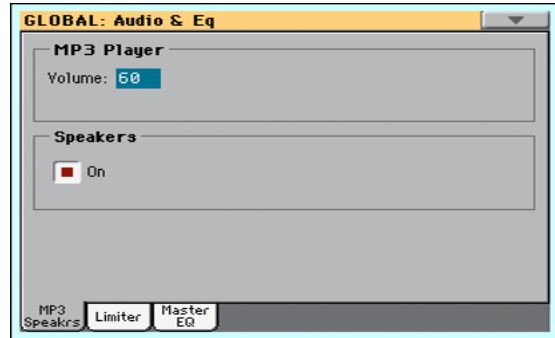 GLOBAL: Audio & Eq
MP3 Player
Volume: 60
Speakers
On
MP3
Speakrs
Limiter
Master
EQ